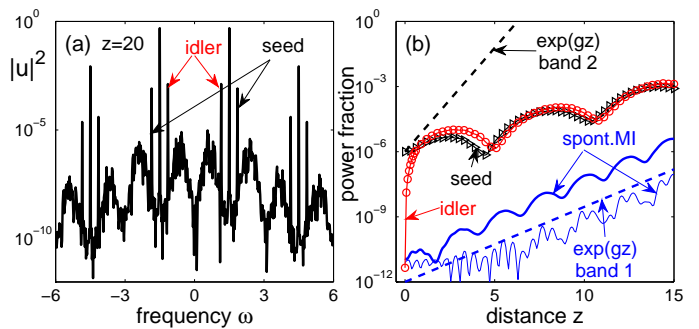 (a)
z=20
idler
seed
|u|²
10⁰
10⁻⁵
10⁻¹⁰
−6
−3
0
3
6
frequency ω
(b)
exp(gz)
band 2
seed
spont.MI
idler
exp(gz)
band 1
power fraction
10⁰
10⁻³
10⁻⁶
10⁻⁹
10⁻¹²
0
5
10
15
distance z